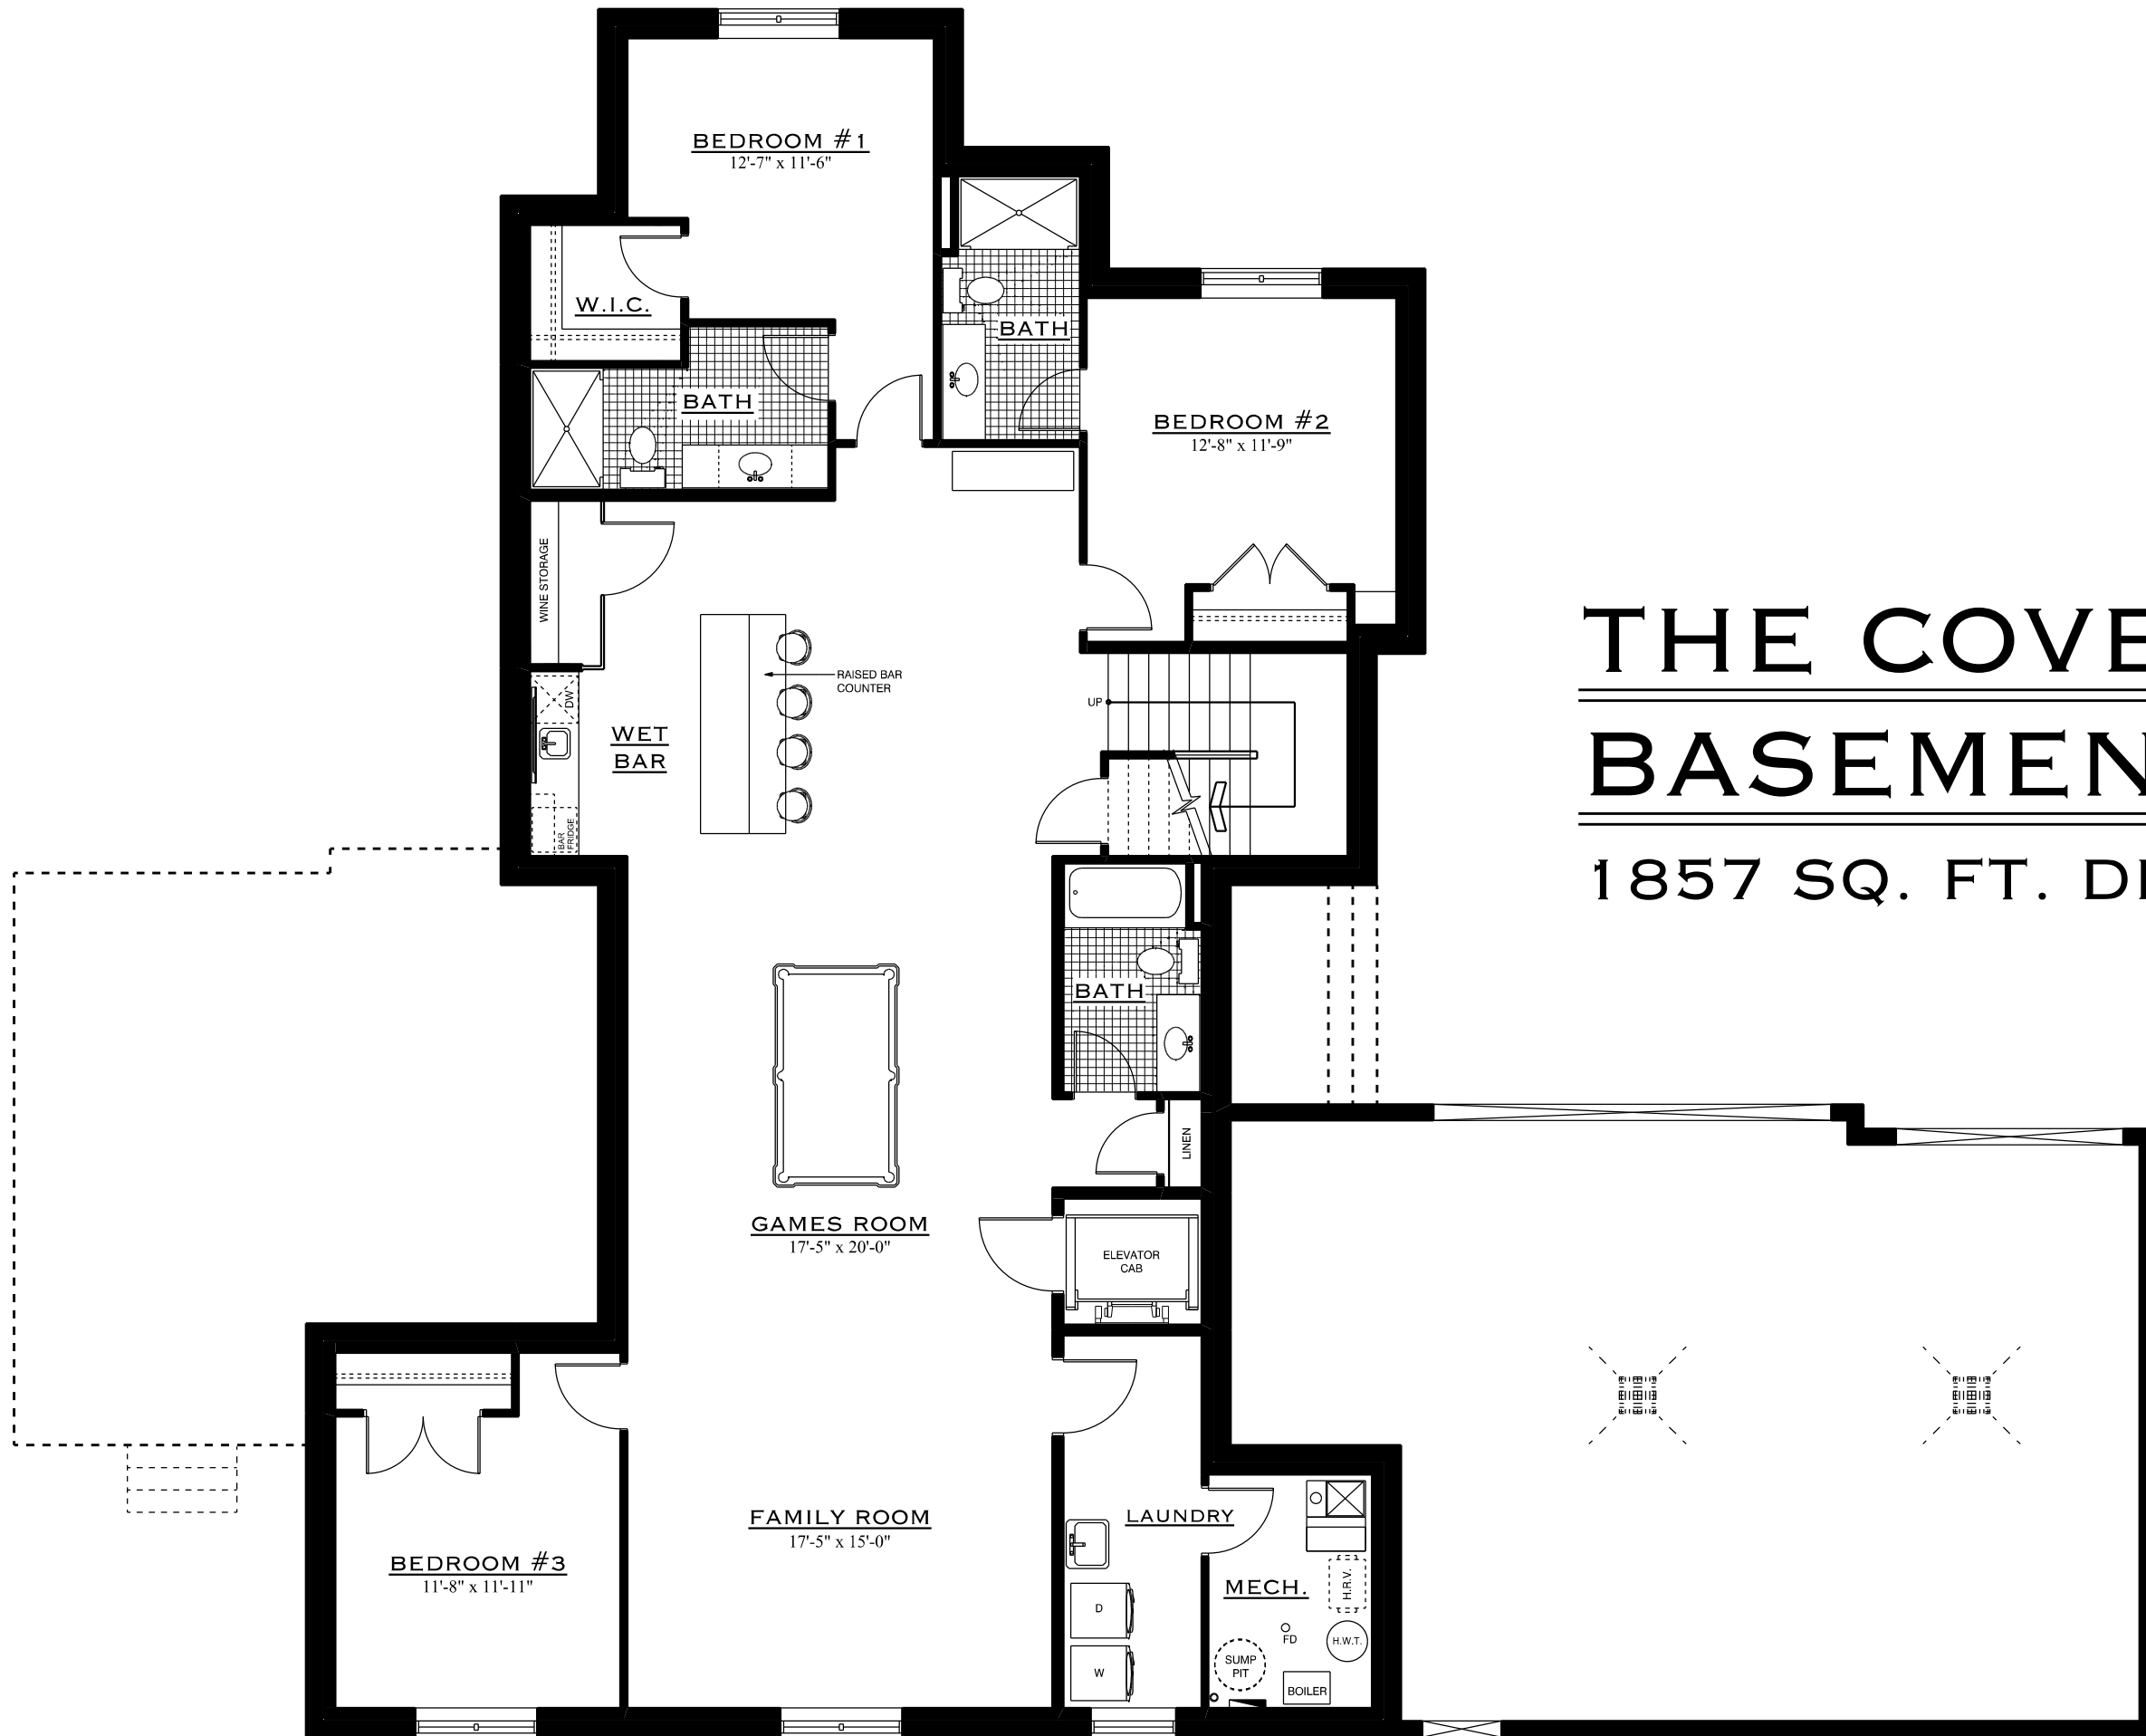 BEDROOM #1
12'-7" x 11'-6"
W.I.C.
BATH
BATH
BEDROOM #2
12'-8" x 11'-9"
WINE STORAGE
RAISED BAR
COUNTER
DW
WET
BAR
UP
BAR
FRIDGE
THE COVE
BASEMEN
1857 SQ. FT.
BATH
LINEN
GAMES ROOM
17'-5" x 20'-0"
ELEVATOR
CAB
FAMILY ROOM
17'-5" x 15'-0"
LAUNDRY
BEDROOM #3
11'-8" x 11'-11"
MECH.
H.R.V.
D
FD
H.W.T.
SUMP
PIT
W
BOILER